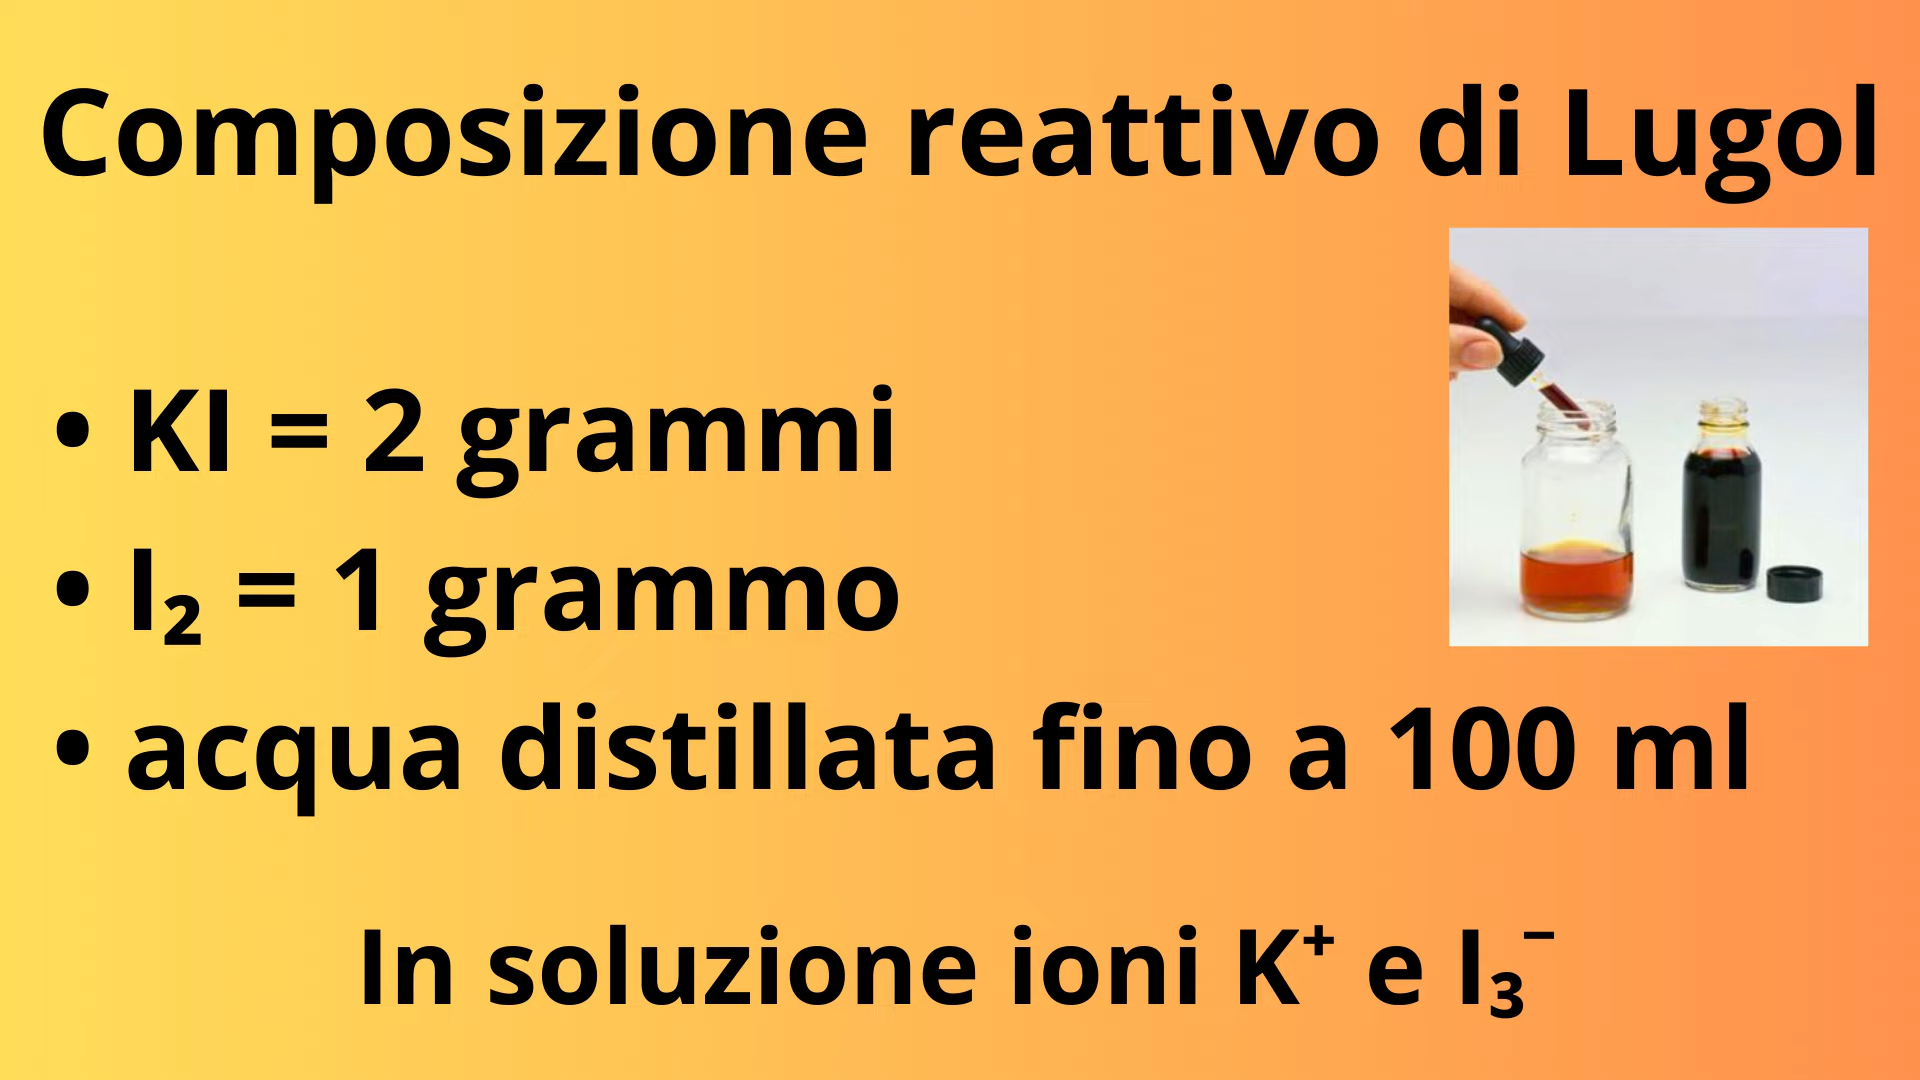 Composizione reattivo di Lugol
• KI = 2 grammi
• I₂ = 1 grammo
• acqua distillata fino a 100 ml
In soluzione ioni K⁺ e I₃⁻